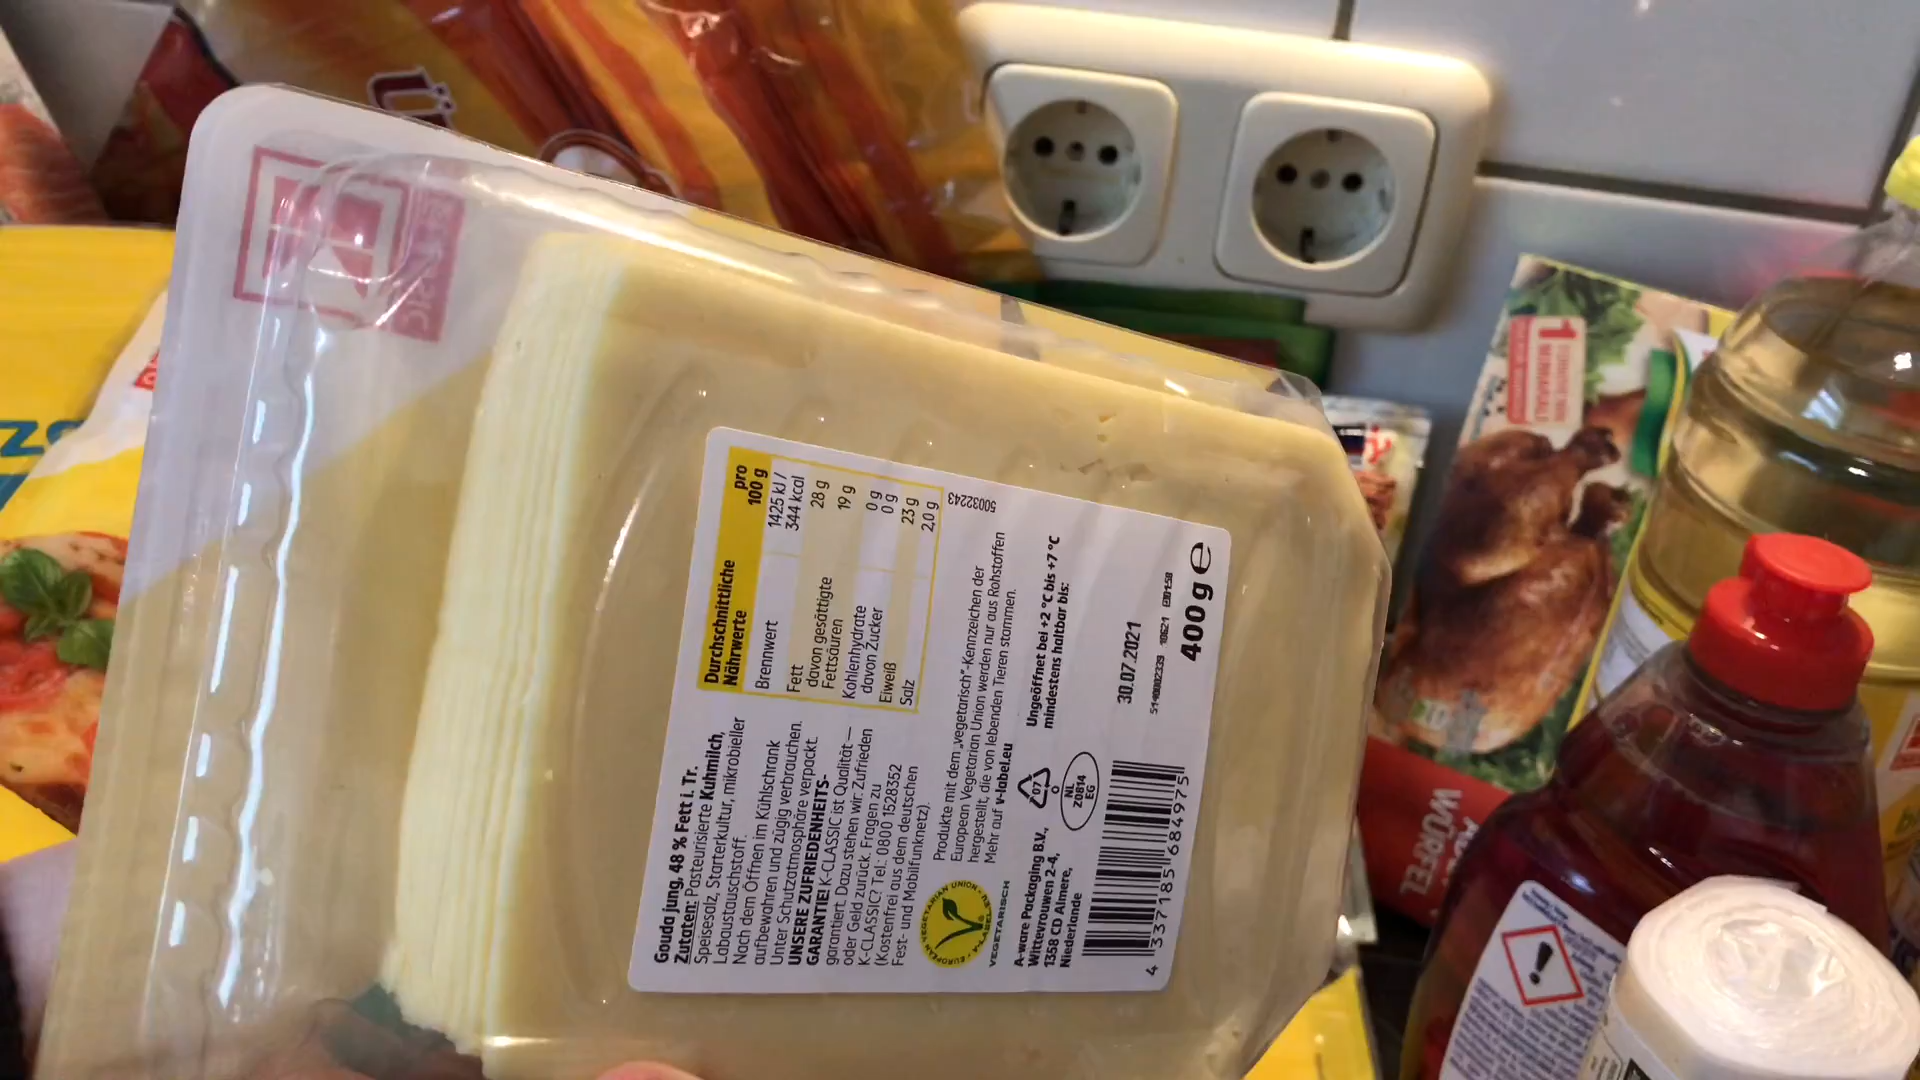 Gouda jung, 48 % Fett i. Tr.
Zutaten: Pasteurisierte Kuhmilch,
Speisesalz, Starterkultur, mikrobieller
Labaustauschstoff.
Nach dem Öffnen im Kühlschrank
aufbewahren und zügig verbrauchen.
Unter Schutzatmosphäre verpackt.
UNSERE ZUFRIEDENHEITS-
GARANTIE! K-CLASSIC ist Qualität –
garantiert. Dazu stehen wir: Zufrieden
oder Geld zurück. Fragen zu
K-CLASSIC? Tel.: 0800 1528352
(Kostenfrei aus dem deutschen
Fest- und Mobilfunknetz).
Durchschnittliche Nährwerte pro 100 g
Brennwert 1425 kJ / 344 kcal
Fett 28 g
davon gesättigte Fettsäuren 19 g
Kohlenhydrate 0 g
davon Zucker 0 g
Eiweiß 23 g
Salz 2,0 g
50032243
EUROPEAN VEGETARIAN UNION
V-LABEL.EU
VEGETARISCH
Produkte mit dem „vegetarisch"-Kennzeichen der
European Vegetarian Union werden nur aus Rohstoffen
hergestellt, die von lebenden Tieren stammen.
Mehr auf v-label.eu
A-ware Packaging B.V.,
Wittevrouwen 2-4,
1358 CD Almere,
Niederlande
07
O
NL
Z0814
EG
Ungeöffnet bei +2 °C bis +7 °C
mindestens haltbar bis:
30.07.2021
400 g e
4 337185 684975
WÜRFEL